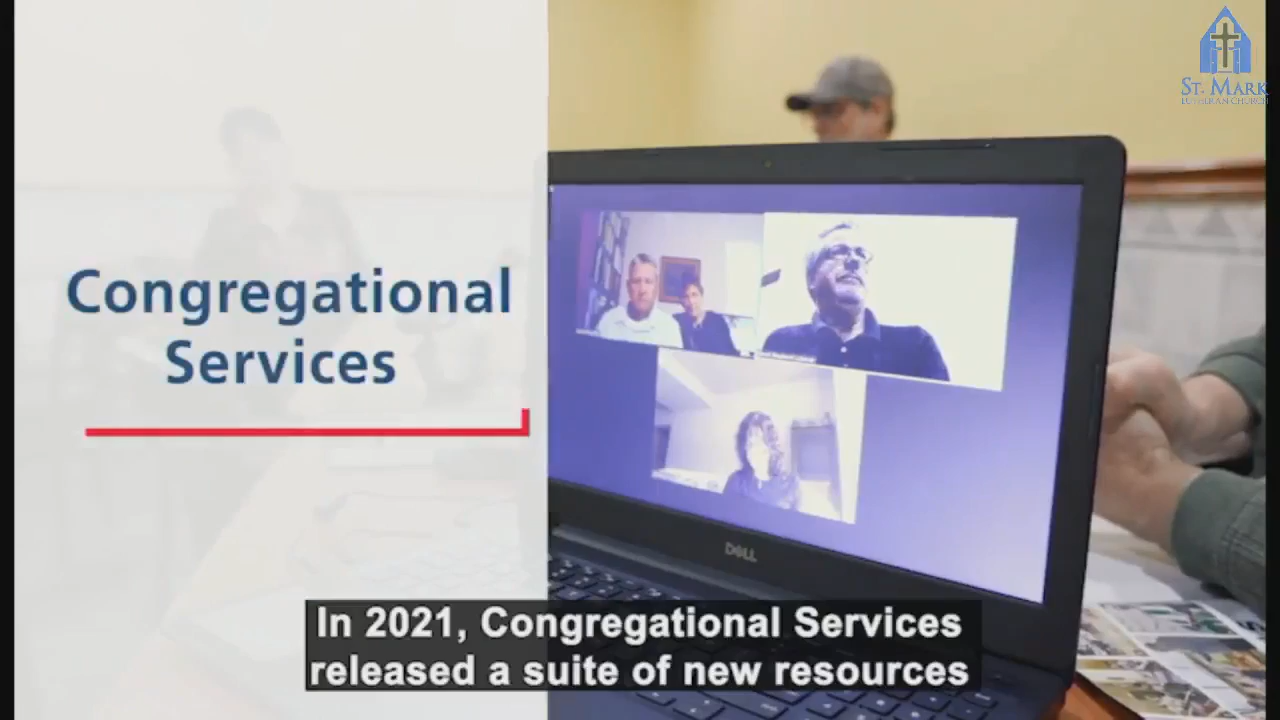 St. Mark
Lutheran Church
Congregational
Services
DELL
In 2021, Congregational Services
released a suite of new resources